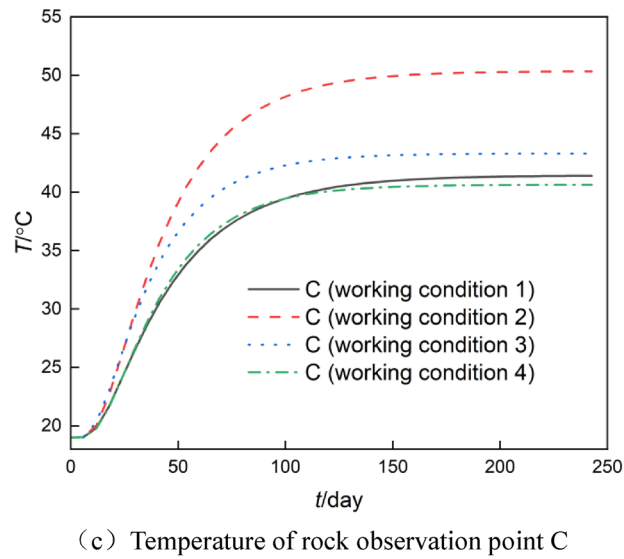 55
50
45
40
35
30
25
20
T/°C
C (working condition 1)
C (working condition 2)
C (working condition 3)
C (working condition 4)
0 50 100 150 200 250
t/day
（c）Temperature of rock observation point C